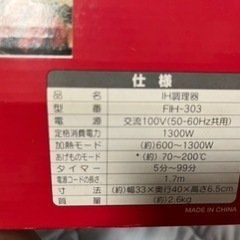 仕様
品名 IH調理器
型番 FIH-303
電源 交流100V(50-60Hz共用)
定格消費電力 1300W
加熱モード (約)600~1300W
あげものモード (約)70~200℃
タイマー 5分~99分
電源コードの長さ 1.7m
寸法 (約)幅33×奥行40×高さ6.5cm
質量 (約)2.6kg
MADE IN CHINA